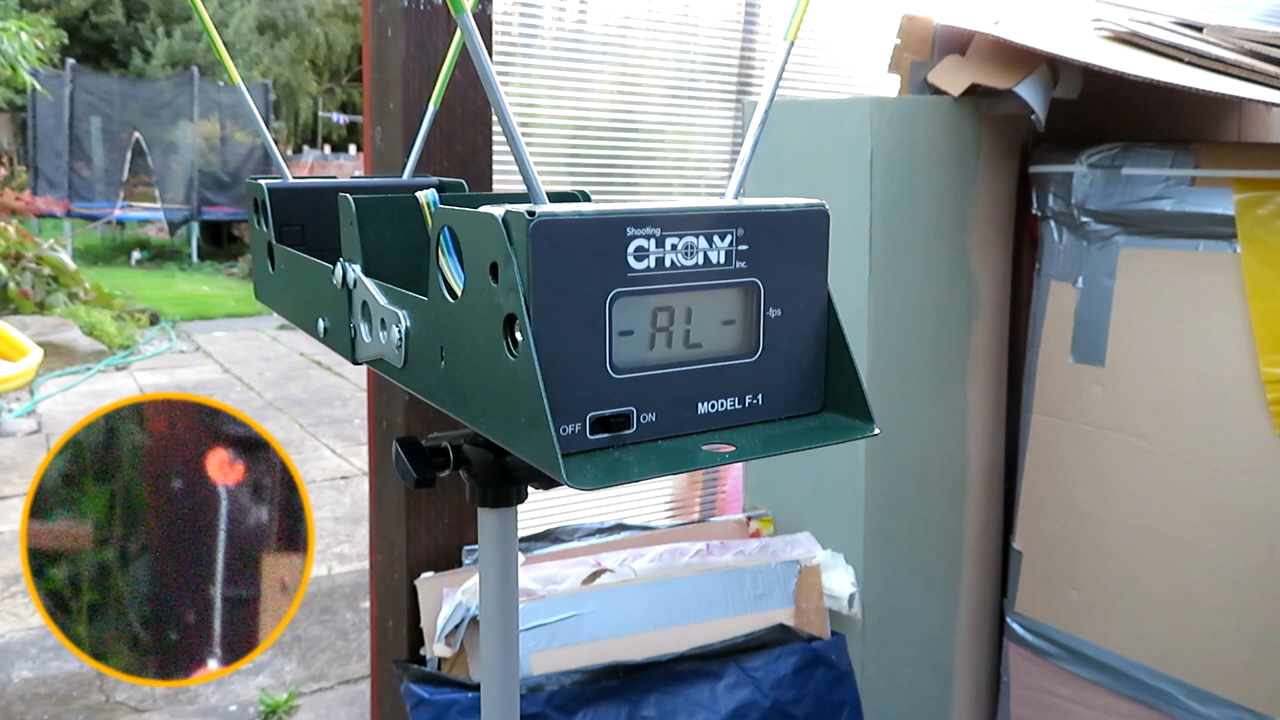 Shooting
CHRONY®
Inc.
- AL -
-fps
OFF ON
MODEL F-1